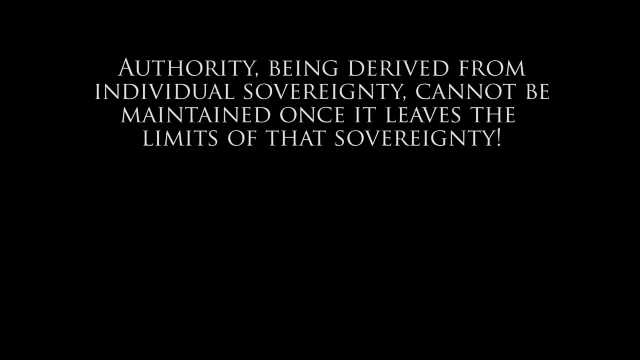 Authority, being derived from
individual sovereignty, cannot be
maintained once it leaves the
limits of that sovereignty!